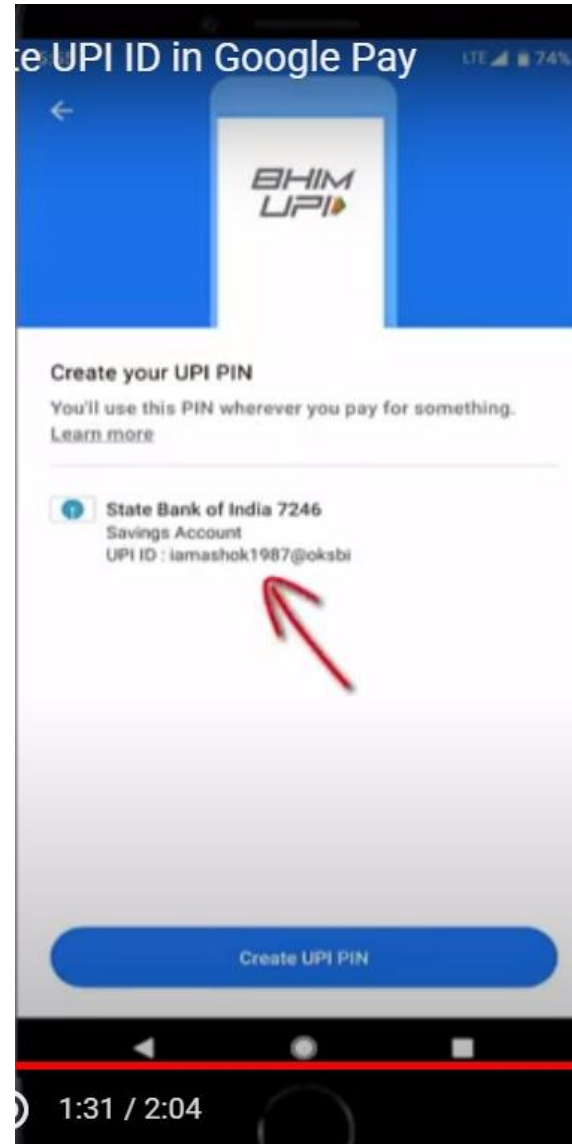 te UPI ID in Google Pay
LTE 74%
BHIM
UPI
Create your UPI PIN
You'll use this PIN wherever you pay for something.
Learn more
State Bank of India 7246
Savings Account
UPI ID : iamashok1987@oksbi
Create UPI PIN
1:31 / 2:04